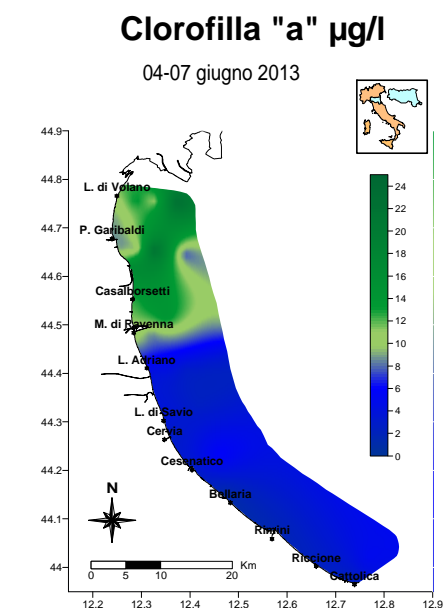 Clorofilla "a" µg/l
04-07 giugno 2013
44.9
44.8
44.7
44.6
44.5
44.4
44.3
44.2
44.1
44
L. di Volano
P. Garibaldi
Casalborsetti
M. di Ravenna
L. Adriano
L. di Savio
Cervia
Cesenatico
Bellaria
Rimini
Riccione
Cattolica
N
0 5 10 20 Km
12.2 12.3 12.4 12.5 12.6 12.7 12.8 12.9
24
22
20
18
16
14
12
10
8
6
4
2
0